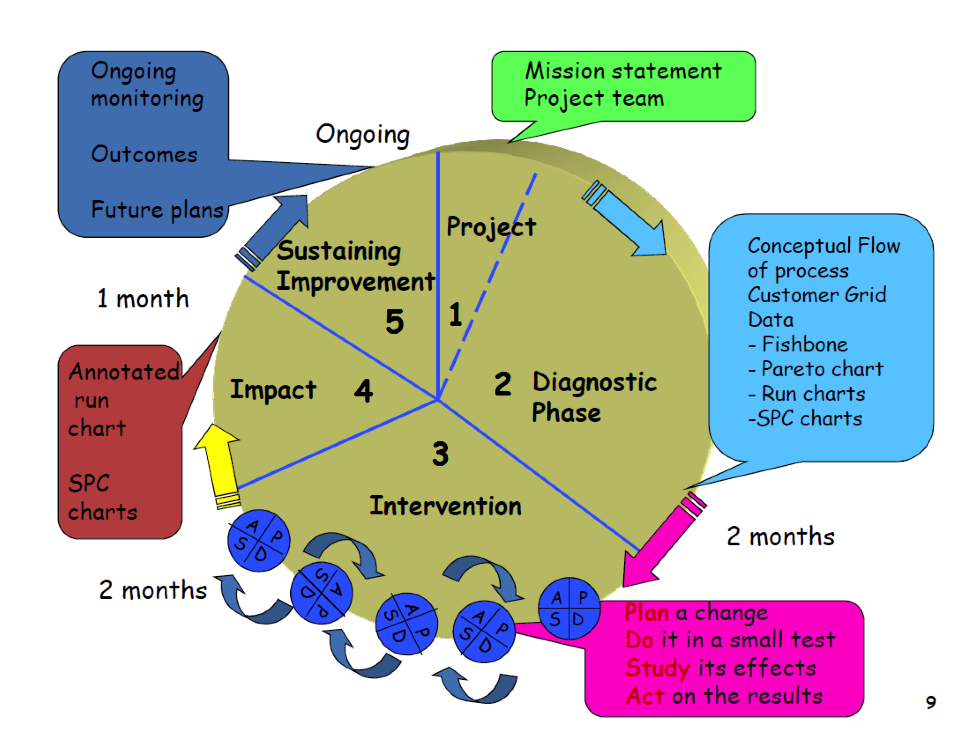 Ongoing
monitoring
Outcomes
Future plans
Ongoing
Mission statement
Project team
Project
1
Sustaining
Improvement
5
Conceptual Flow
of process
Customer Grid
Data
- Fishbone
- Pareto chart
- Run charts
-SPC charts
1 month
Annotated
run
chart
SPC
charts
Impact 4
2 Diagnostic
Phase
3
Intervention
2 months
2 months
A P
S D
A P
S D
A P
S D
A P
S D
A P
S D
Plan a change
Do it in a small test
Study its effects
Act on the results
9